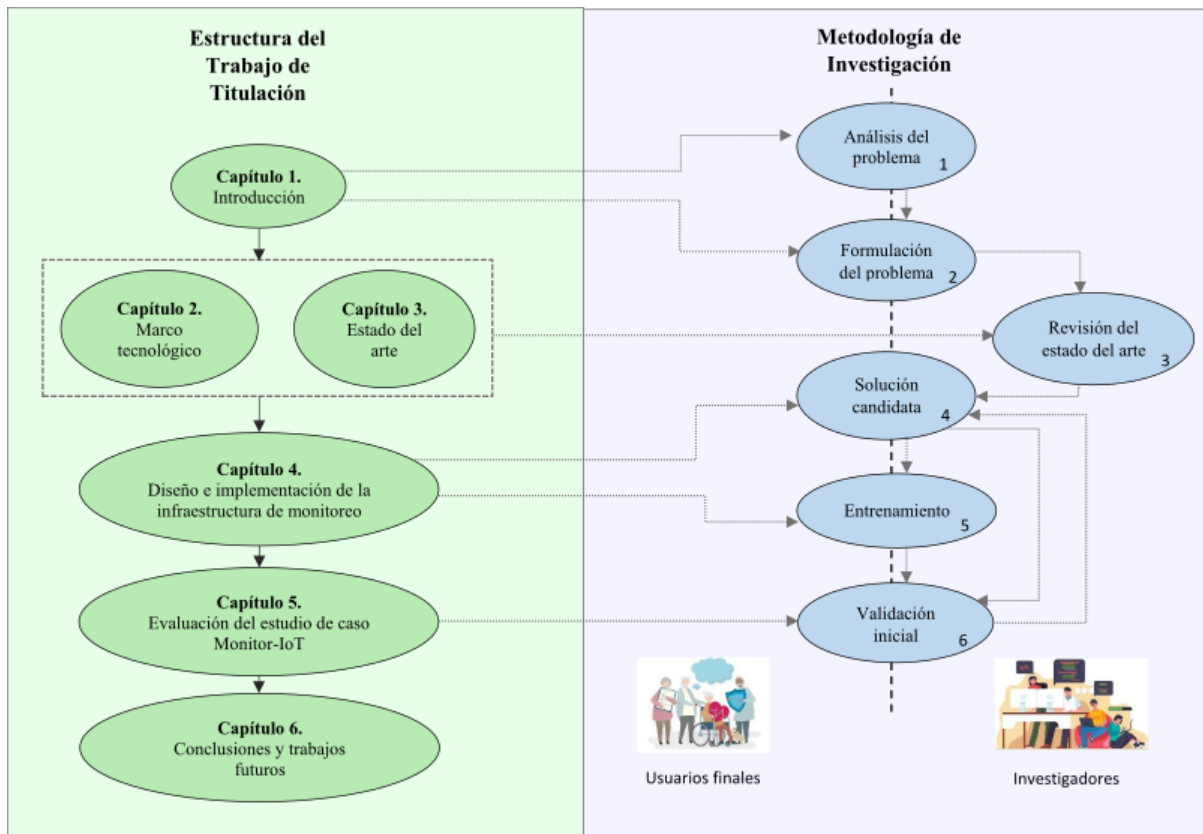 Estructura del
Trabajo de
Titulación
Capítulo 1.
Introducción
Capítulo 2.
Marco
tecnológico
Capítulo 3.
Estado del
arte
Capítulo 4.
Diseño e implementación de la
infraestructura de monitoreo
Capítulo 5.
Evaluación del estudio de caso
Monitor-IoT
Capítulo 6.
Conclusiones y trabajos
futuros
Metodología de
Investigación
Análisis del
problema
1
Formulación
del problema
2
Revisión del
estado del arte
3
Solución
candidata
4
Entrenamiento
5
Validación
inicial
6
Usuarios finales
Investigadores